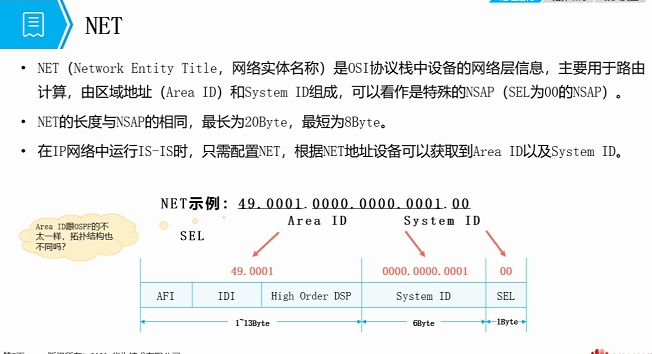 NET
• NET（Network Entity Title，网络实体名称）是OSI协议栈中设备的网络层信息，主要用于路由
计算，由区域地址（Area ID）和System ID组成，可以看作是特殊的NSAP（SEL为00的NSAP）。
• NET的长度与NSAP的相同，最长为20Byte，最短为8Byte。
• 在IP网络中运行IS-IS时，只需配置NET，根据NET地址设备可以获取到Area ID以及System ID。
NET示例：49.0001.0000.0000.0001.00
Area ID System ID
SEL
Area ID跟OSPF的不
太一样，拓扑结构也
不同吗？
49.0001 0000.0000.0001 00
AFI IDI High Order DSP System ID SEL
1~13Byte 6Byte 1Byte